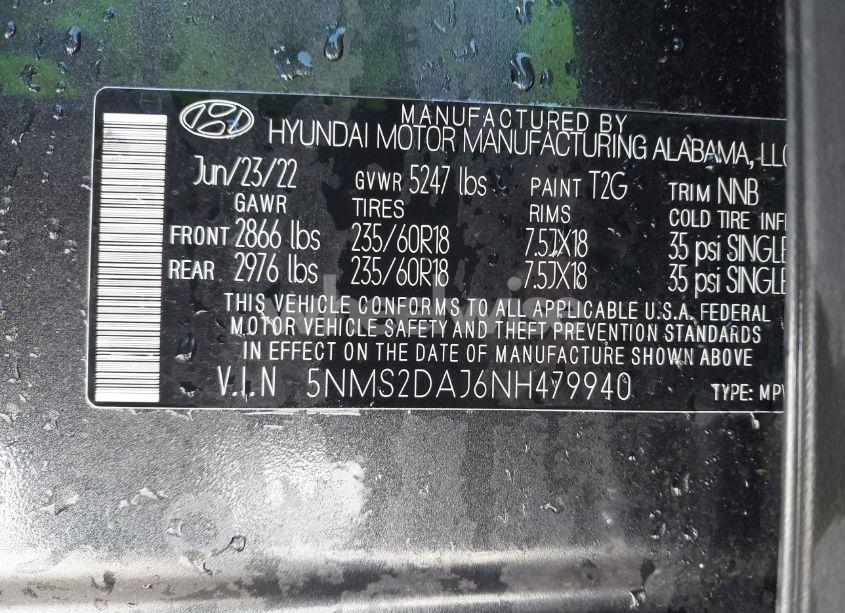 MANUFACTURED BY
HYUNDAI MOTOR MANUFACTURING ALABAMA, LLC
Jun/23/22 GVWR 5247 lbs PAINT T2G TRIM NNB
GAWR TIRES RIMS COLD TIRE INFL
FRONT 2866 lbs 235/60R18 7.5JX18 35 psi SINGLE
REAR 2976 lbs 235/60R18 7.5JX18 35 psi SINGLE
THIS VEHICLE CONFORMS TO ALL APPLICABLE U.S.A. FEDERAL
MOTOR VEHICLE SAFETY AND THEFT PREVENTION STANDARDS
IN EFFECT ON THE DATE OF MANUFACTURE SHOWN ABOVE
V.I.N 5NMS2DAJ6NH479940 TYPE: MPV